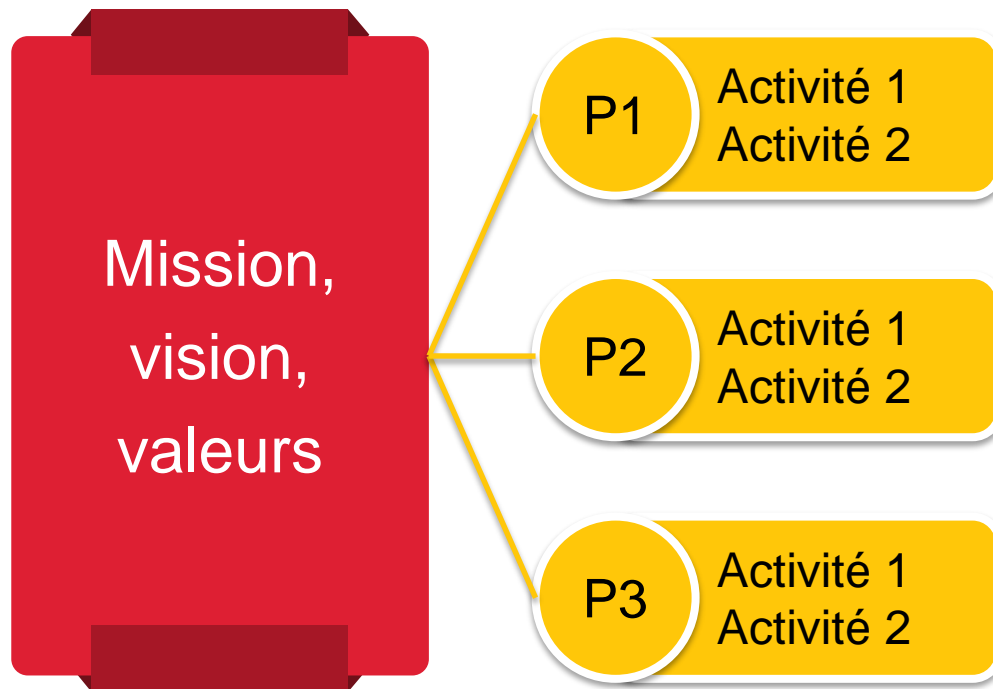 Mission,
vision,
valeurs
P1
Activité 1
Activité 2
P2
Activité 1
Activité 2
P3
Activité 1
Activité 2